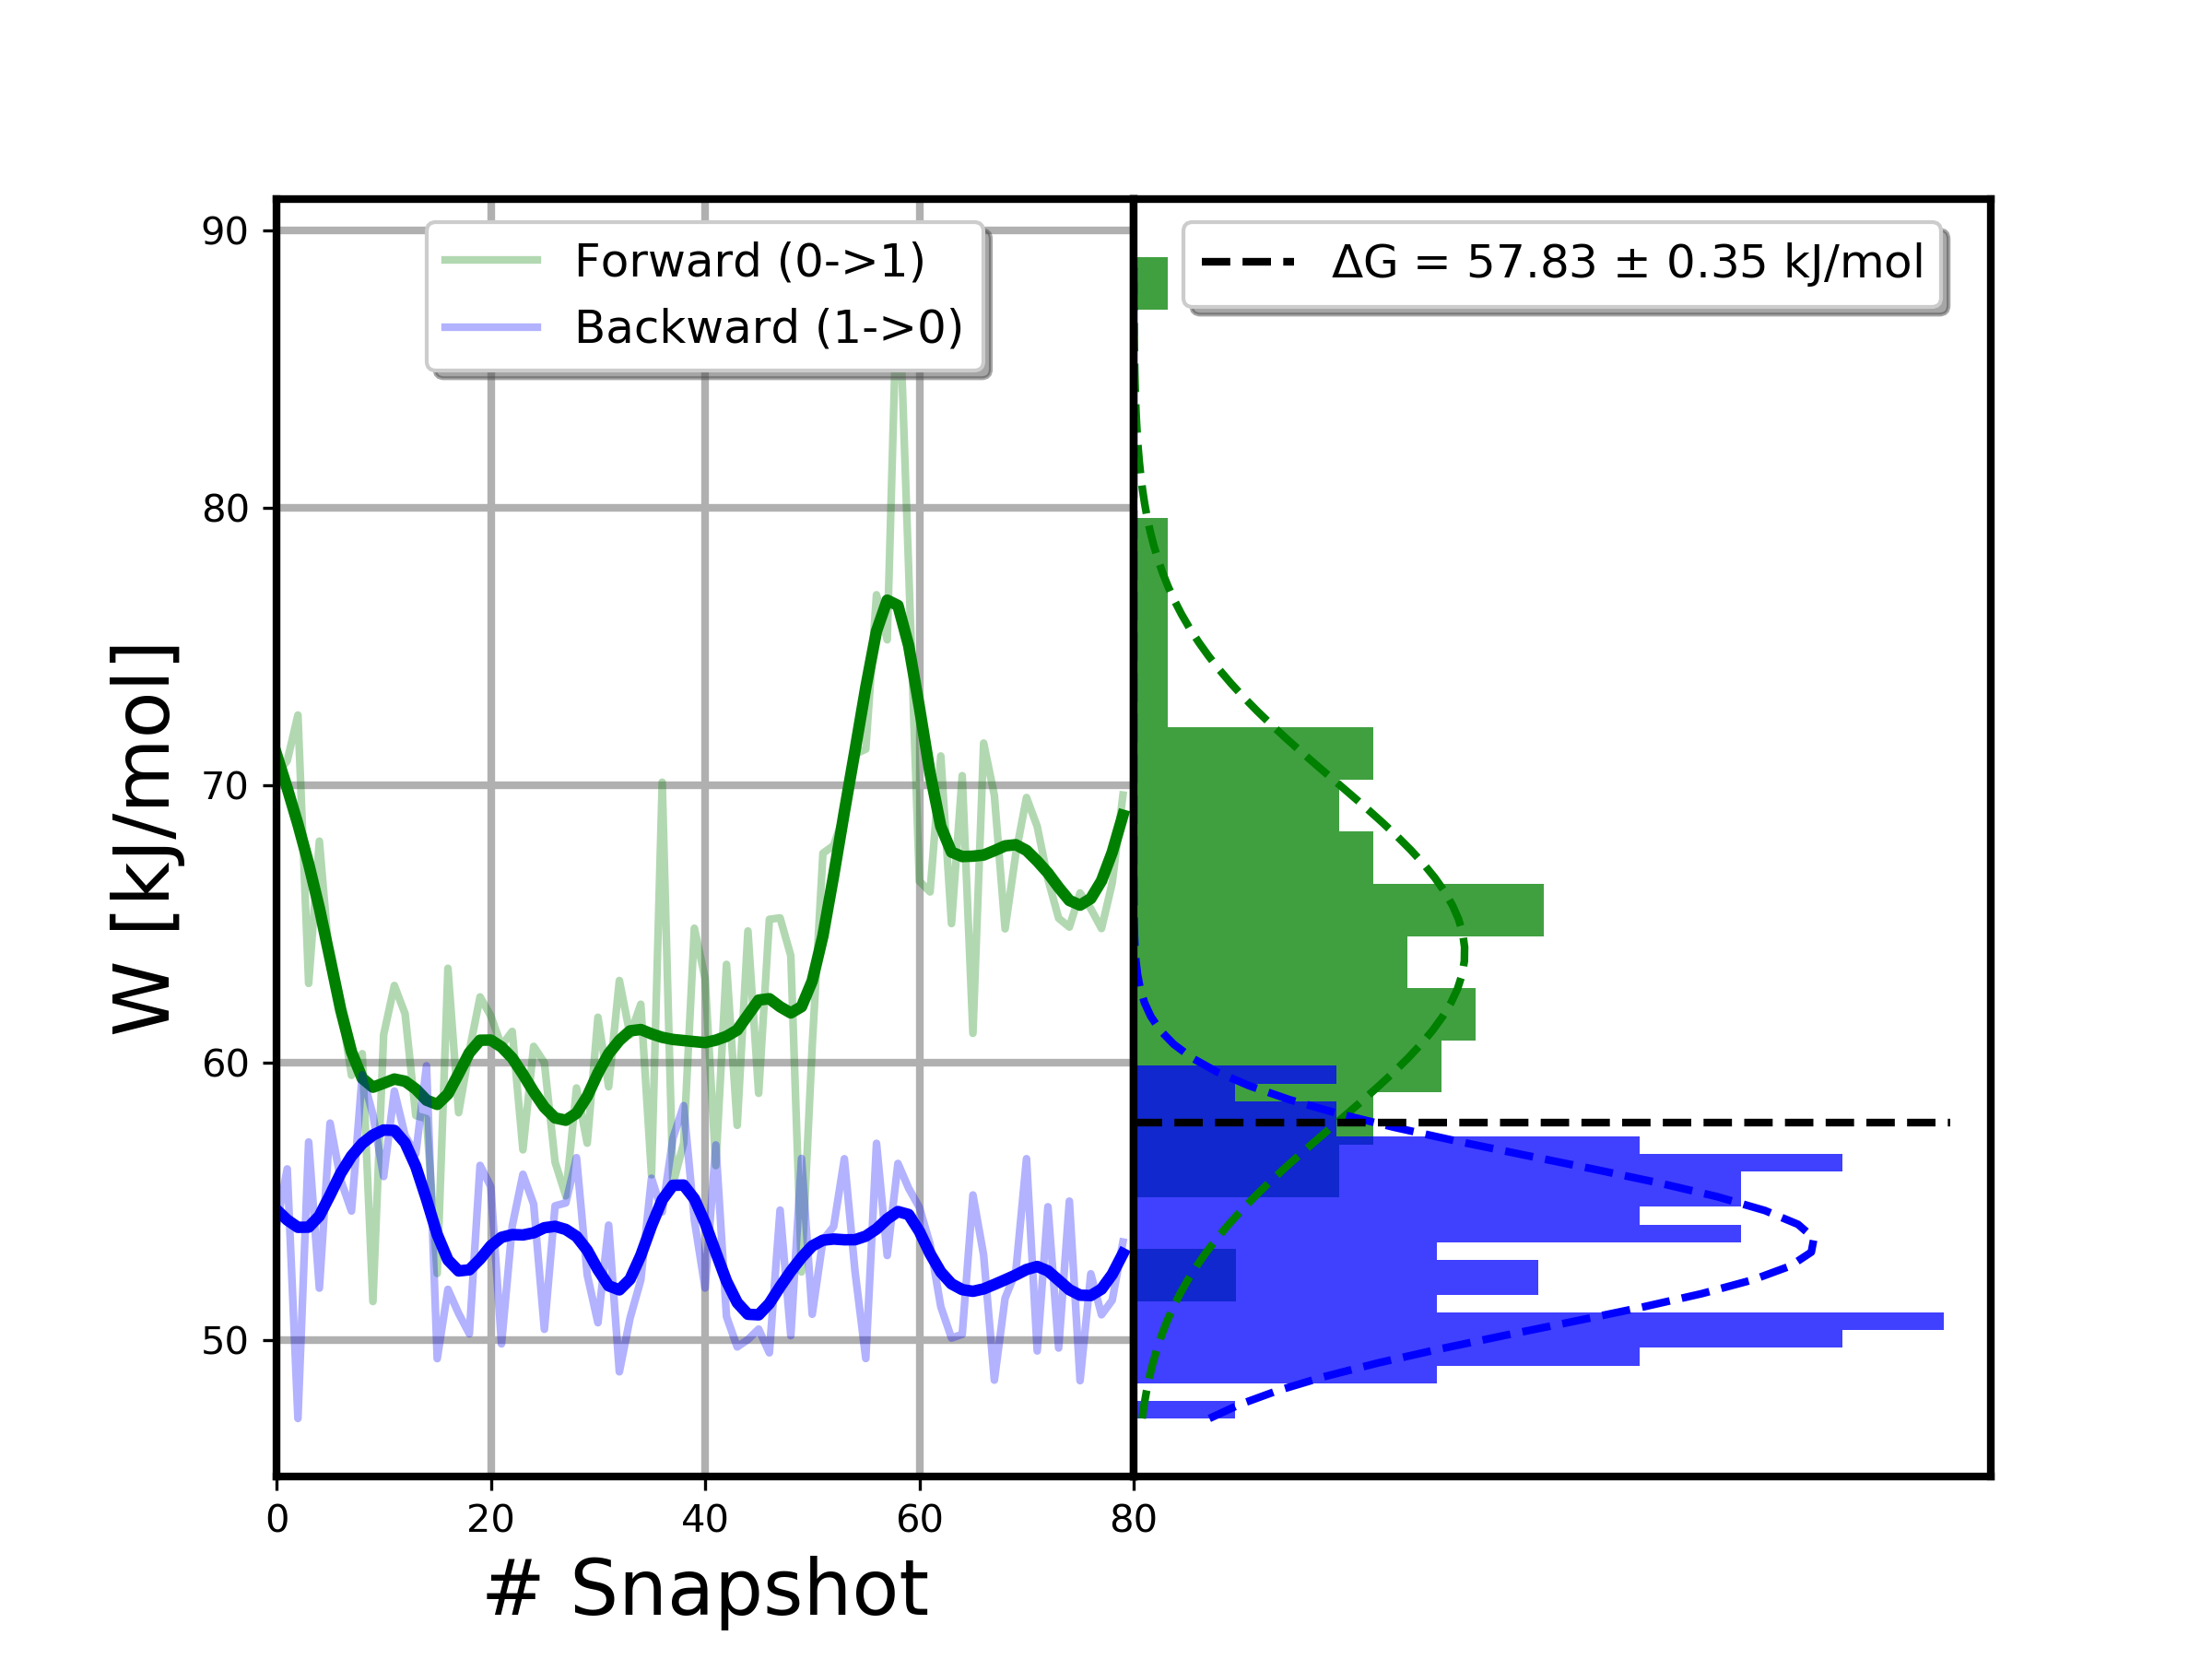 Forward (0->1)
Backward (1->0)
ΔG = 57.83 ± 0.35 kJ/mol
90
80
70
60
50
W [kJ/mol]
0 20 40 60 80
# Snapshot